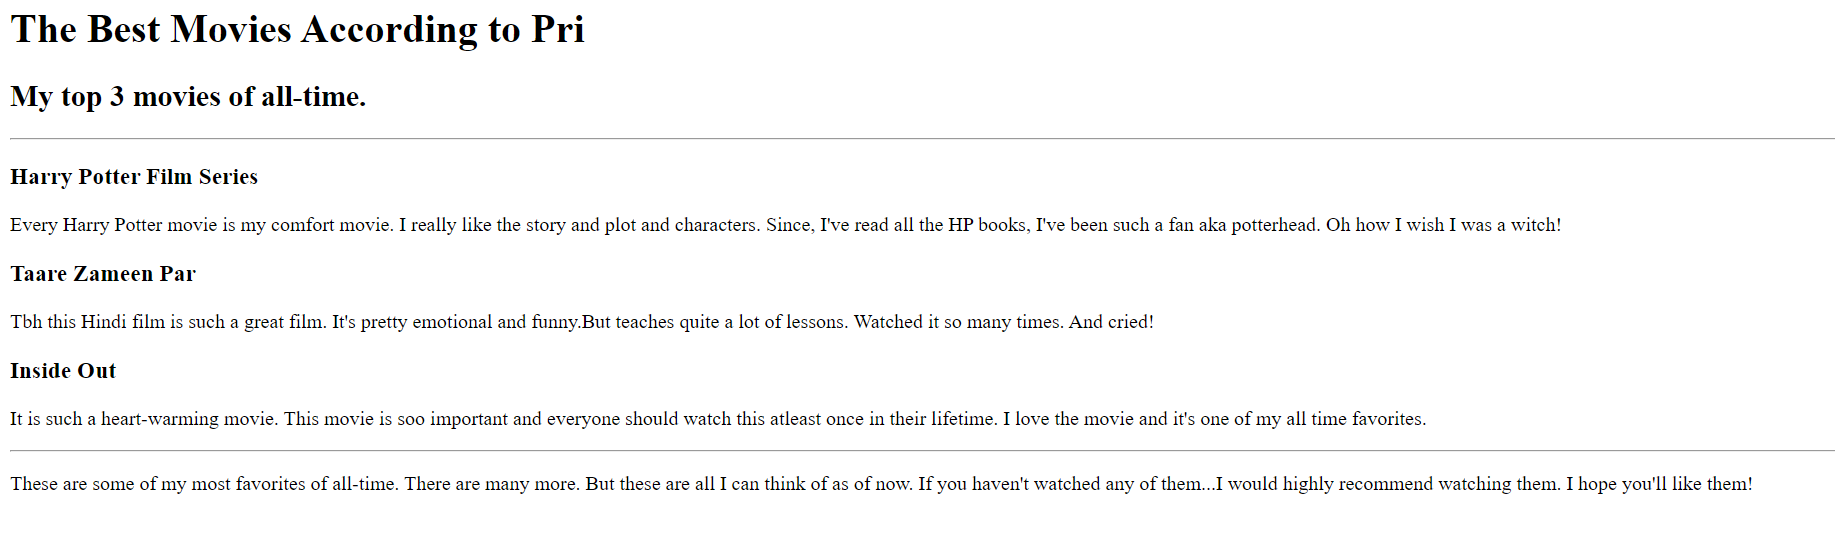 The Best Movies According to Pri
My top 3 movies of all-time.
Harry Potter Film Series
Every Harry Potter movie is my comfort movie. I really like the story and plot and characters. Since, I've read all the HP books, I've been such a fan aka potterhead. Oh how I wish I was a witch!
Taare Zameen Par
Tbh this Hindi film is such a great film. It's pretty emotional and funny.But teaches quite a lot of lessons. Watched it so many times. And cried!
Inside Out
It is such a heart-warming movie. This movie is soo important and everyone should watch this atleast once in their lifetime. I love the movie and it's one of my all time favorites.
These are some of my most favorites of all-time. There are many more. But these are all I can think of as of now. If you haven't watched any of them...I would highly recommend watching them. I hope you'll like them!